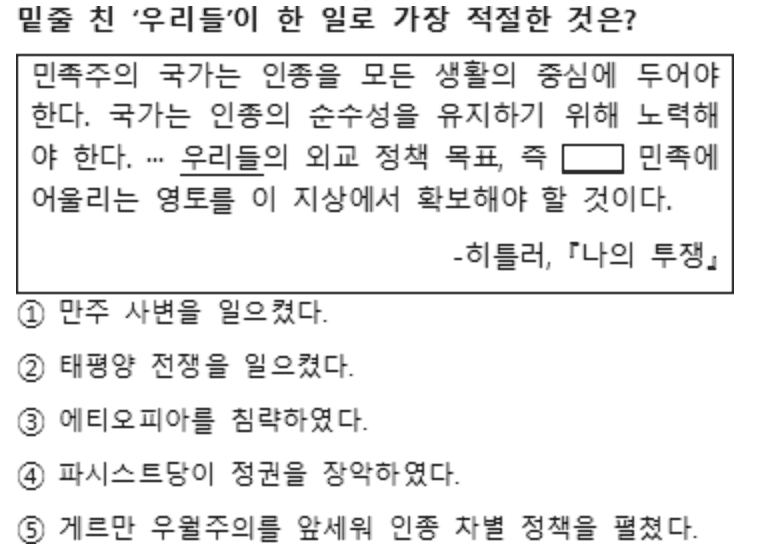 밑줄 친 ‘우리들’이 한 일로 가장 적절한 것은?
민족주의 국가는 인종을 모든 생활의 중심에 두어야
한다. 국가는 인종의 순수성을 유지하기 위해 노력해
야 한다. … 우리들의 외교 정책 목표, 즉 민족에
어울리는 영토를 이 지상에서 확보해야 할 것이다.
-히틀러, 『나의 투쟁』
① 만주 사변을 일으켰다.
② 태평양 전쟁을 일으켰다.
③ 에티오피아를 침략하였다.
④ 파시스트당이 정권을 장악하였다.
⑤ 게르만 우월주의를 앞세워 인종 차별 정책을 펼쳤다.